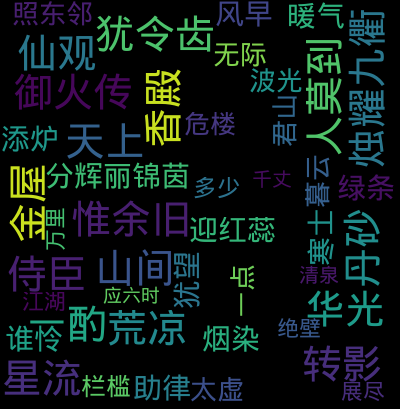 照东邻
风早
暖气
犹令齿
仙观
无际
人莫到
烛耀九衢
御火传
香殿
波光
君山
危楼
添炉
天上
分辉丽锦茵
多少
千丈
暮云
绿条
金屋
万里
惟余旧
迎红蕊
寒士
丹砂
侍臣
山间
犹望
一点
清泉
江湖
应六时
华光
谁怜
酌
荒凉
烟染
绝壁
星流
栏槛
助律
太虚
转影
展尽